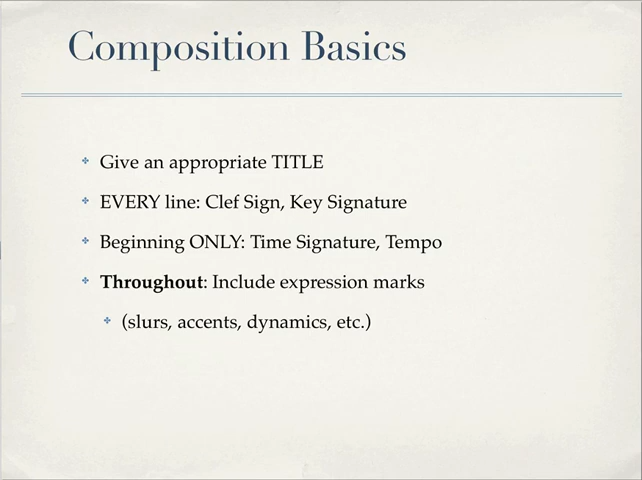 Composition Basics
Give an appropriate TITLE
EVERY line: Clef Sign, Key Signature
Beginning ONLY: Time Signature, Tempo
Throughout: Include expression marks
(slurs, accents, dynamics, etc.)